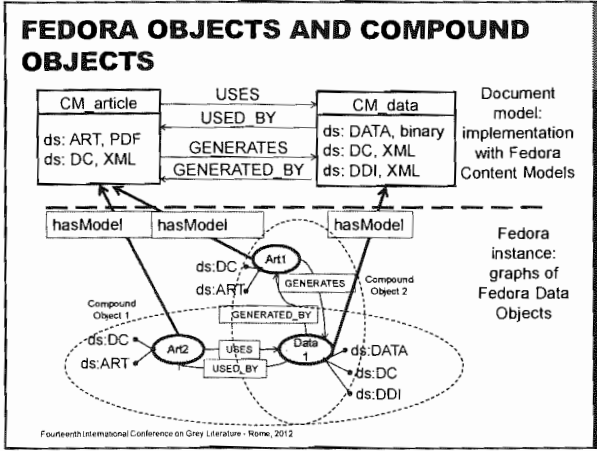 FEDORA OBJECTS AND COMPOUND
OBJECTS
CM_article
ds: ART, PDF
ds: DC, XML
USES
USED_BY
GENERATES
GENERATED_BY
CM_data
ds: DATA, binary
ds: DC, XML
ds: DDI, XML
Document
model:
implementation
with Fedora
Content Models
hasModel
hasModel
hasModel
Fedora
instance:
graphs of
Fedora Data
Objects
Art1
ds:DC
ds:ART
GENERATES
Compound
Object 2
GENERATED_BY
Compound
Object 1
ds:DC
ds:ART
Art2
USES
USED_BY
Data
1
ds:DATA
ds:DC
ds:DDI
Fourteenth International Conference on Grey Literature - Rome, 2012